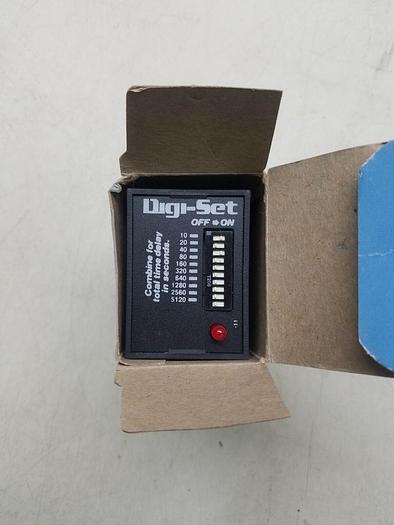 Digi-Set
OFF ⇨ ON
Combine for
total time delay
in seconds.
10
20
40
80
160
320
640
1280
2560
5120